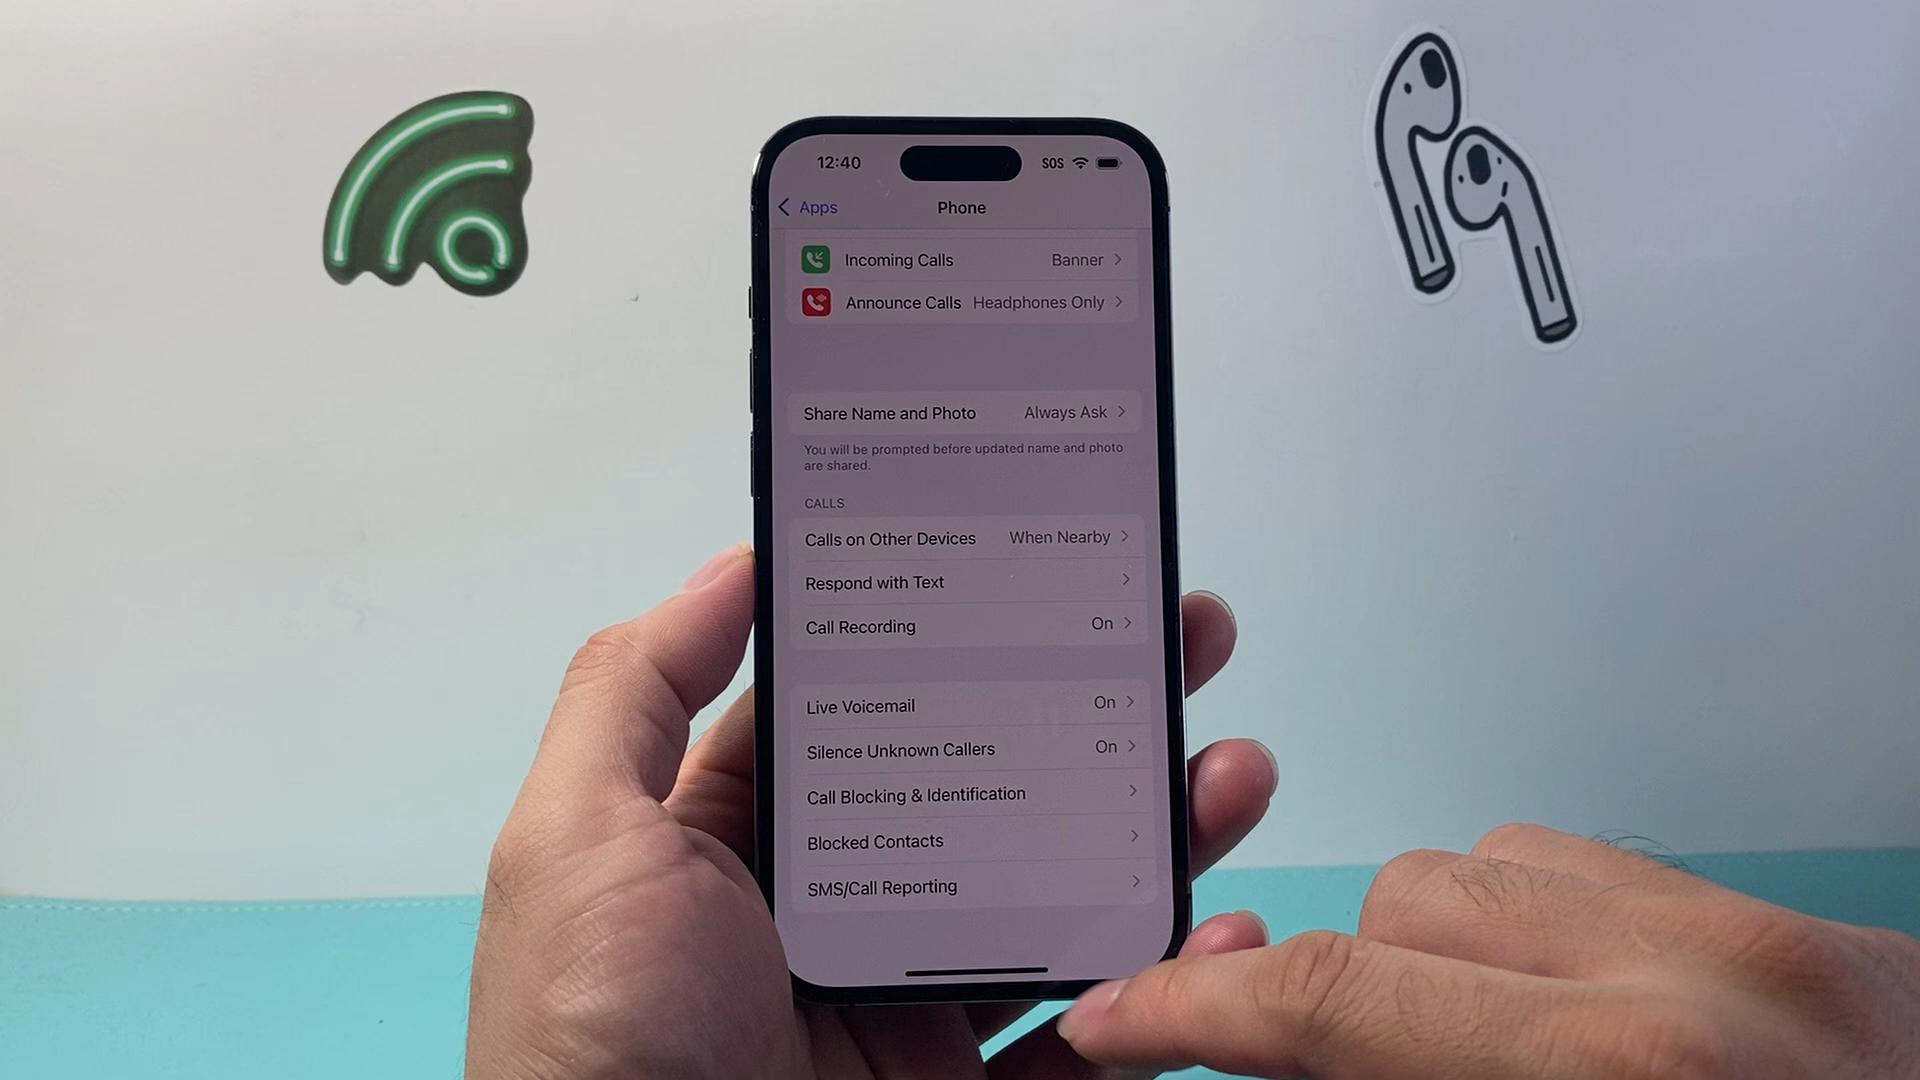 12:40 SOS
Apps Phone
Incoming Calls Banner
Announce Calls Headphones Only
Share Name and Photo Always Ask
You will be prompted before updated name and photo
are shared.
CALLS
Calls on Other Devices When Nearby
Respond with Text
Call Recording On
Live Voicemail On
Silence Unknown Callers On
Call Blocking & Identification
Blocked Contacts
SMS/Call Reporting